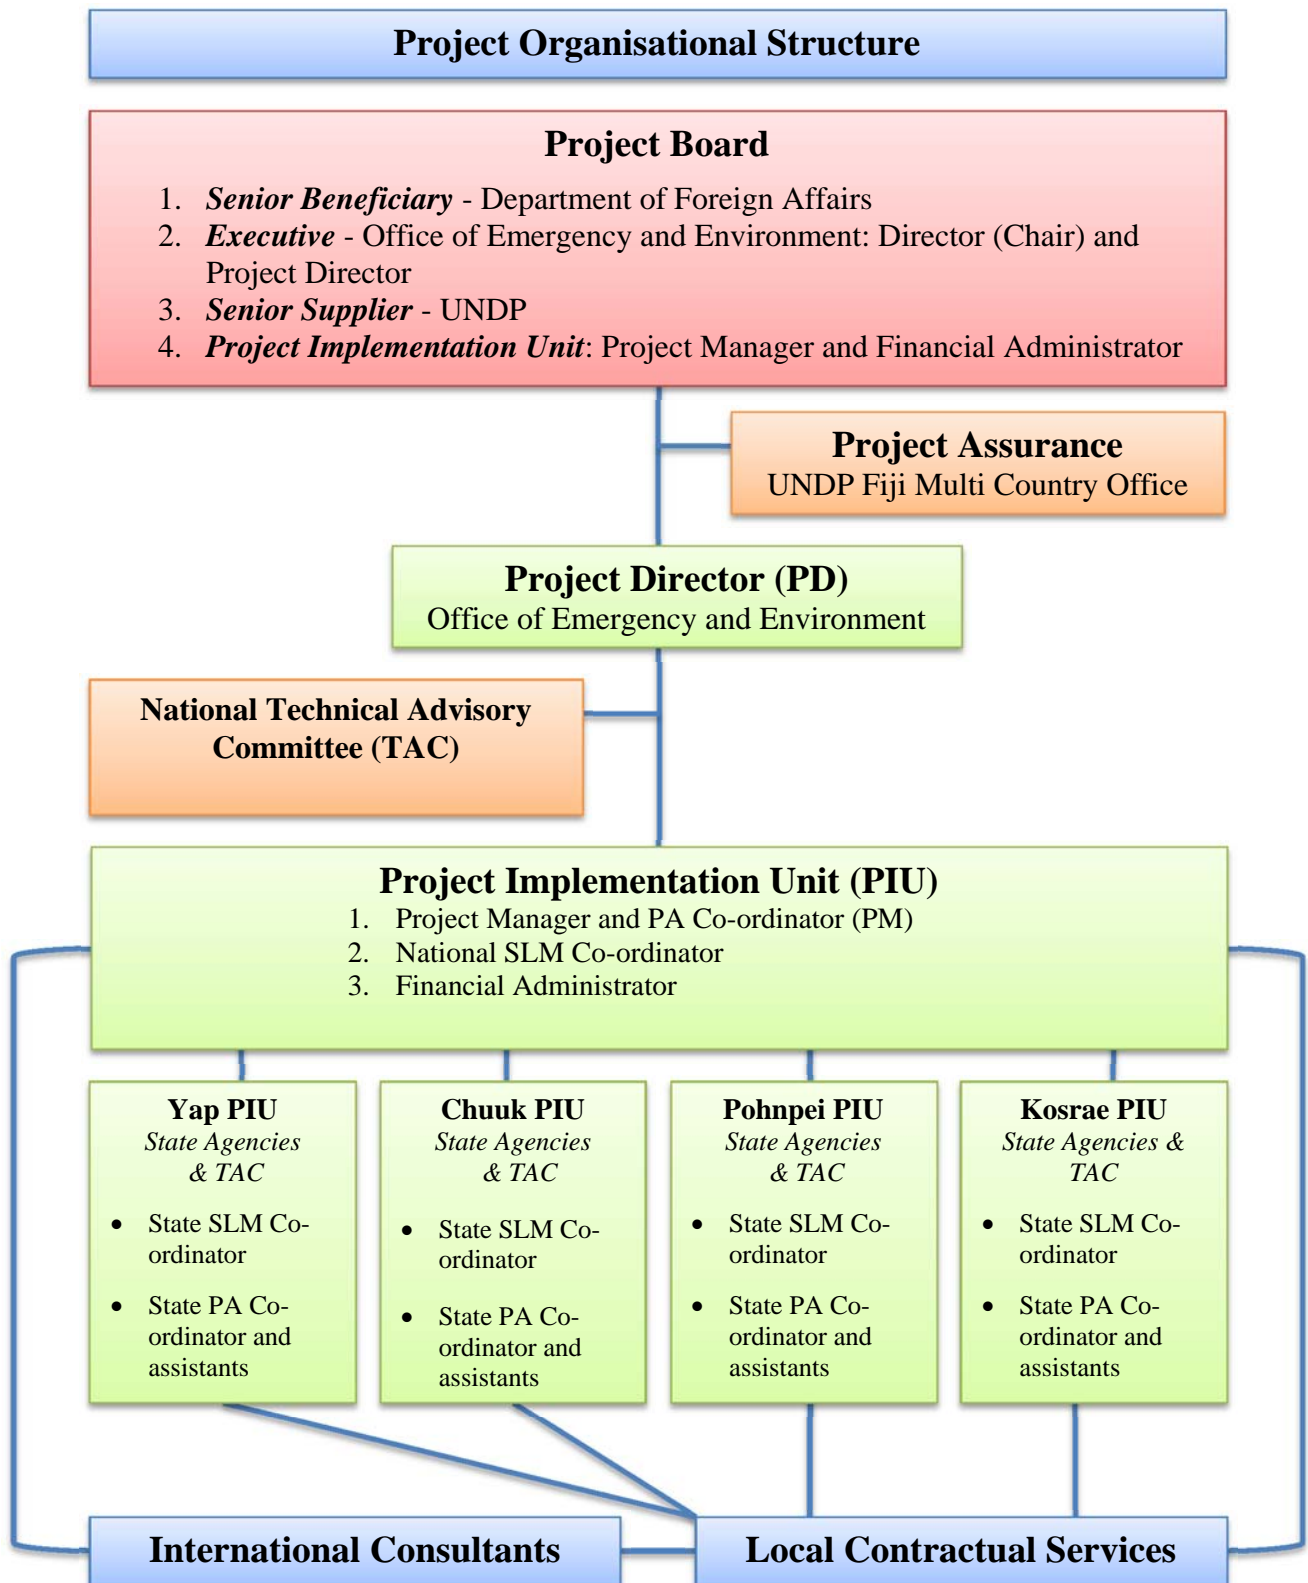 Project Organisational Structure
Project Board
1. Senior Beneficiary - Department of Foreign Affairs
2. Executive - Office of Emergency and Environment: Director (Chair) and
Project Director
3. Senior Supplier - UNDP
4. Project Implementation Unit: Project Manager and Financial Administrator
Project Assurance
UNDP Fiji Multi Country Office
Project Director (PD)
Office of Emergency and Environment
National Technical Advisory
Committee (TAC)
Project Implementation Unit (PIU)
1. Project Manager and PA Co-ordinator (PM)
2. National SLM Co-ordinator
3. Financial Administrator
Yap PIU
State Agencies
& TAC
• State SLM Co-
ordinator
• State PA Co-
ordinator and
assistants
Chuuk PIU
State Agencies
& TAC
• State SLM Co-
ordinator
• State PA Co-
ordinator and
assistants
Pohnpei PIU
State Agencies
& TAC
• State SLM Co-
ordinator
• State PA Co-
ordinator and
assistants
Kosrae PIU
State Agencies &
TAC
• State SLM Co-
ordinator
• State PA Co-
ordinator and
assistants
International Consultants
Local Contractual Services